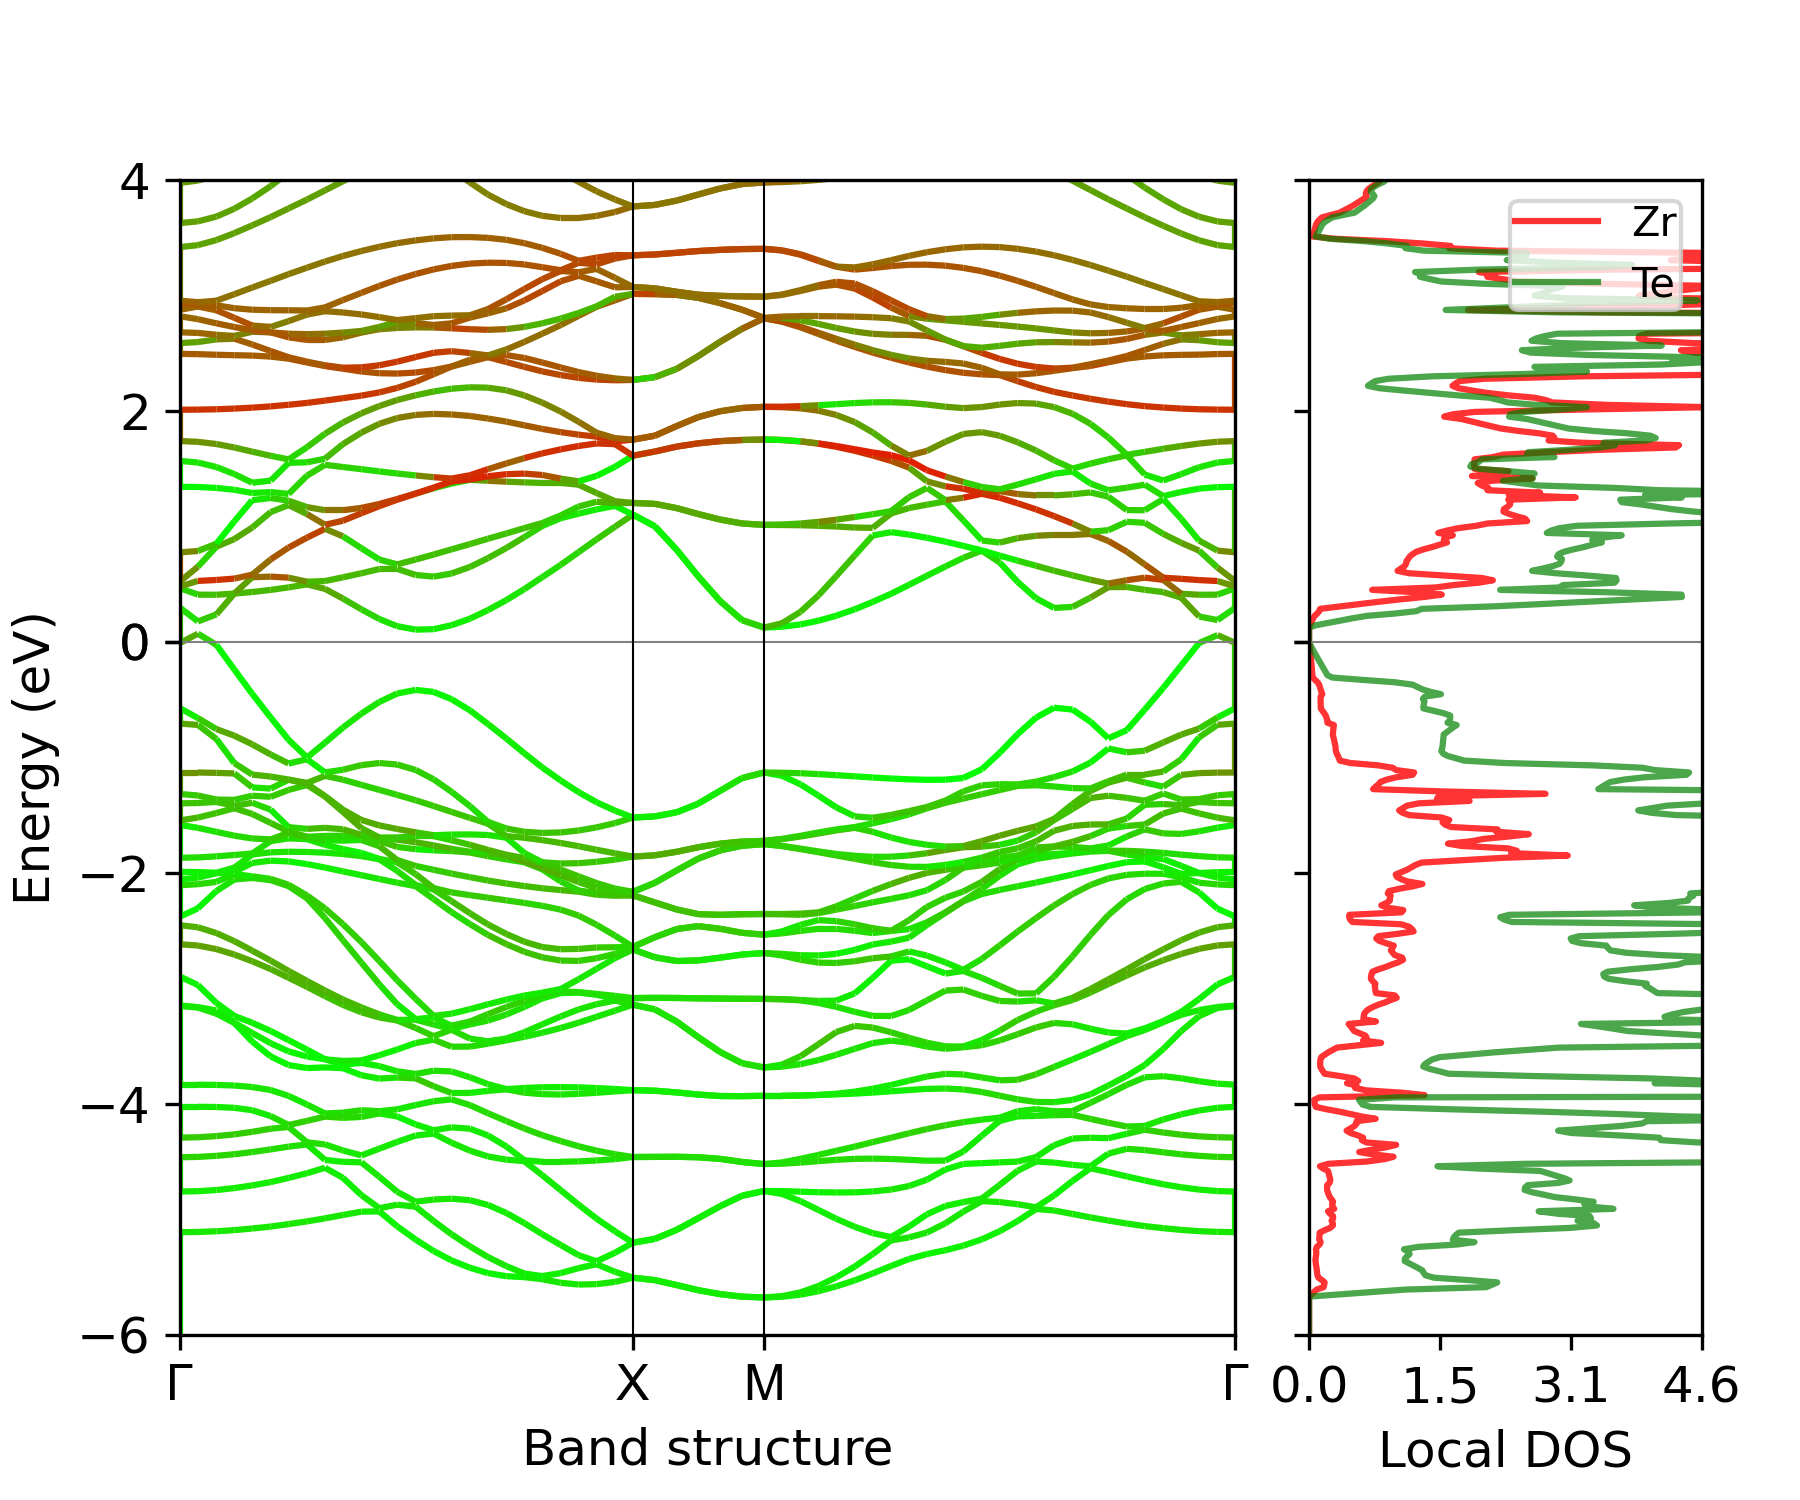 4
2
0
−2
−4
−6
Energy (eV)
Γ
X
M
Γ
Band structure
Zr
Te
0.0
1.5
3.1
4.6
Local DOS